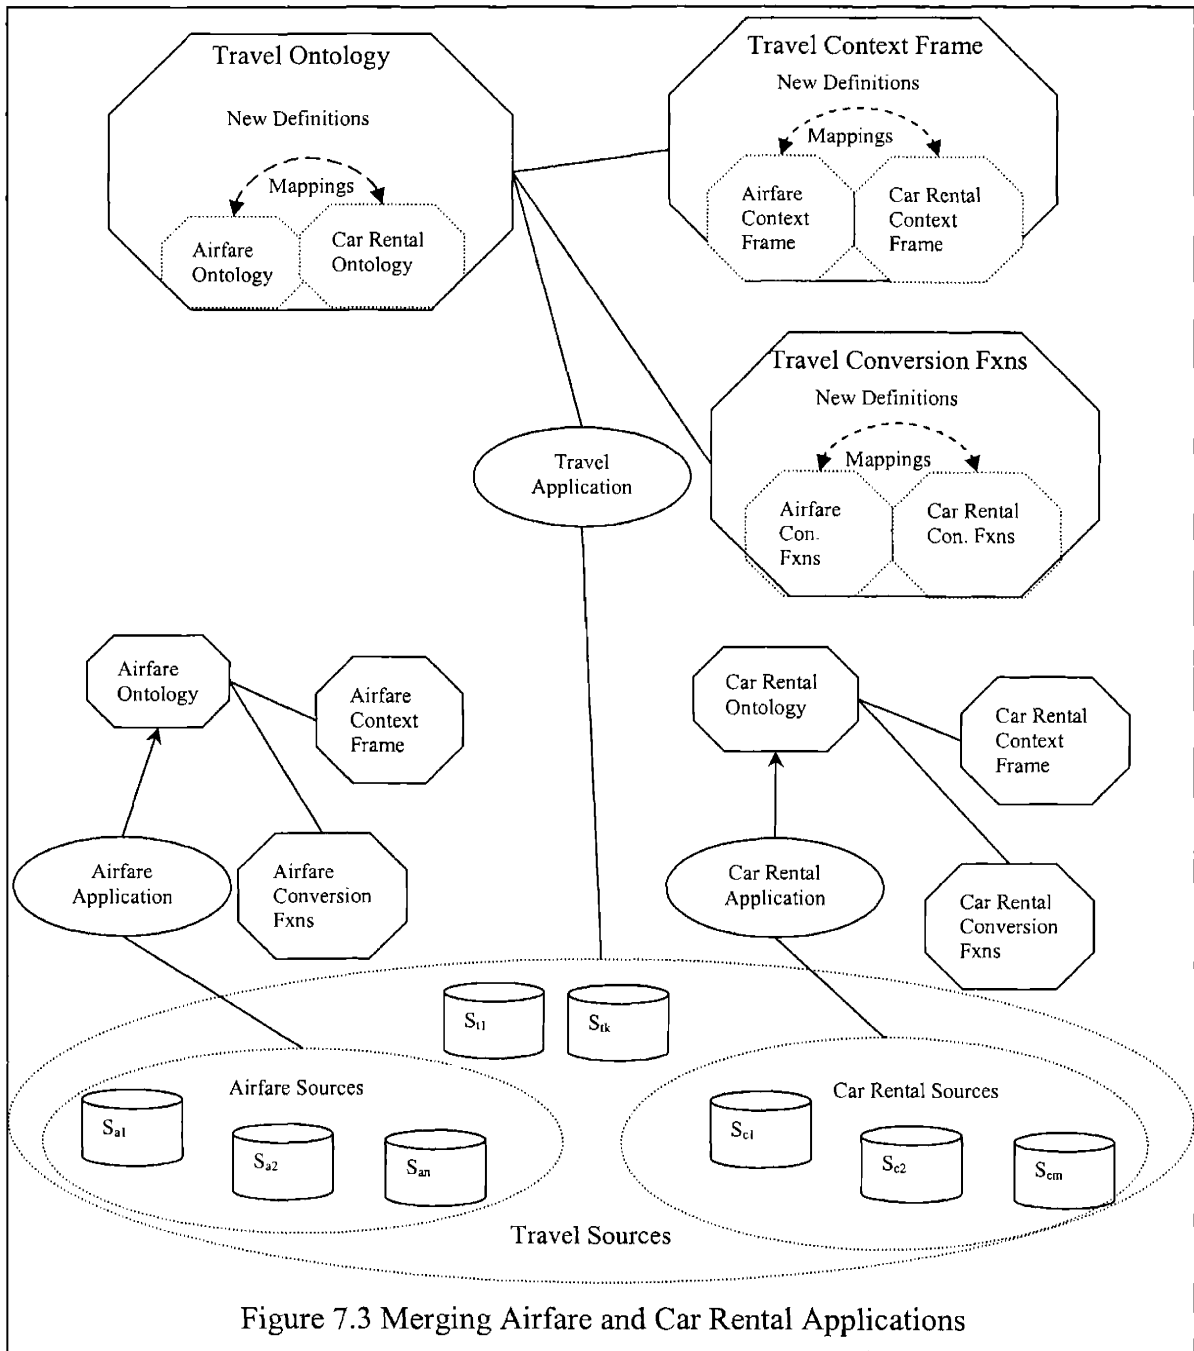 Travel Ontology
New Definitions
Mappings
Airfare
Ontology
Car Rental
Ontology
Travel Context Frame
New Definitions
Mappings
Airfare
Context
Frame
Car Rental
Context
Frame
Travel Conversion Fxns
New Definitions
Mappings
Airfare
Con.
Fxns
Car Rental
Con. Fxns
Travel
Application
Airfare
Ontology
Airfare
Context
Frame
Airfare
Application
Airfare
Conversion
Fxns
Car Rental
Ontology
Car Rental
Context
Frame
Car Rental
Application
Car Rental
Conversion
Fxns
St1
Stk
Airfare Sources
Sa1
Sa2
San
Car Rental Sources
Sc1
Sc2
Scm
Travel Sources
Figure 7.3 Merging Airfare and Car Rental Applications